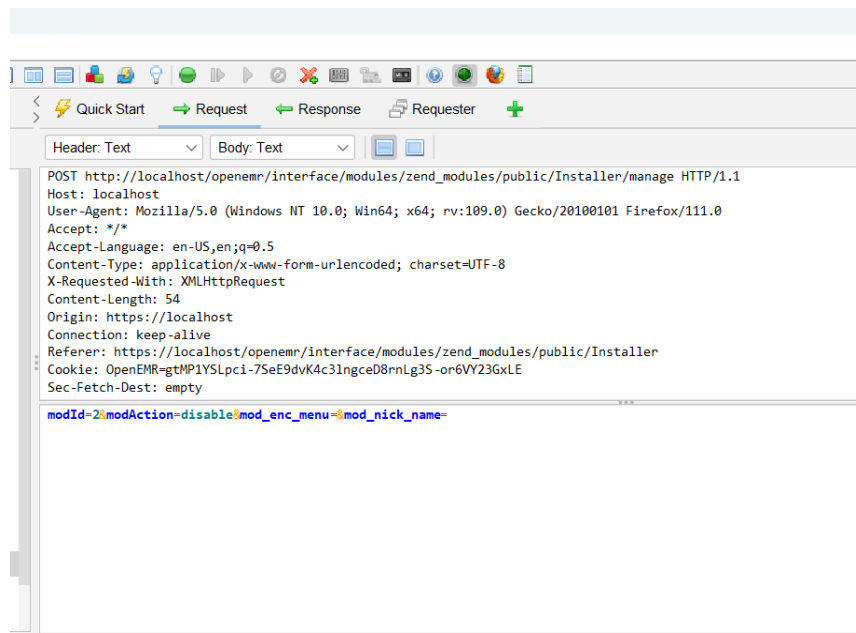 Quick Start Request Response Requester
Header: Text Body: Text
POST http://localhost/openemr/interface/modules/zend_modules/public/Installer/manage HTTP/1.1
Host: localhost
User-Agent: Mozilla/5.0 (Windows NT 10.0; Win64; x64; rv:109.0) Gecko/20100101 Firefox/111.0
Accept: */*
Accept-Language: en-US,en;q=0.5
Content-Type: application/x-www-form-urlencoded; charset=UTF-8
X-Requested-With: XMLHttpRequest
Content-Length: 54
Origin: https://localhost
Connection: keep-alive
Referer: https://localhost/openemr/interface/modules/zend_modules/public/Installer
Cookie: OpenEMR=gtMP1YSLpci-7SeE9dvK4c3lngceD8rnLg3S-or6VY23GxLE
Sec-Fetch-Dest: empty
modId=2&modAction=disable&mod_enc_menu=&mod_nick_name=